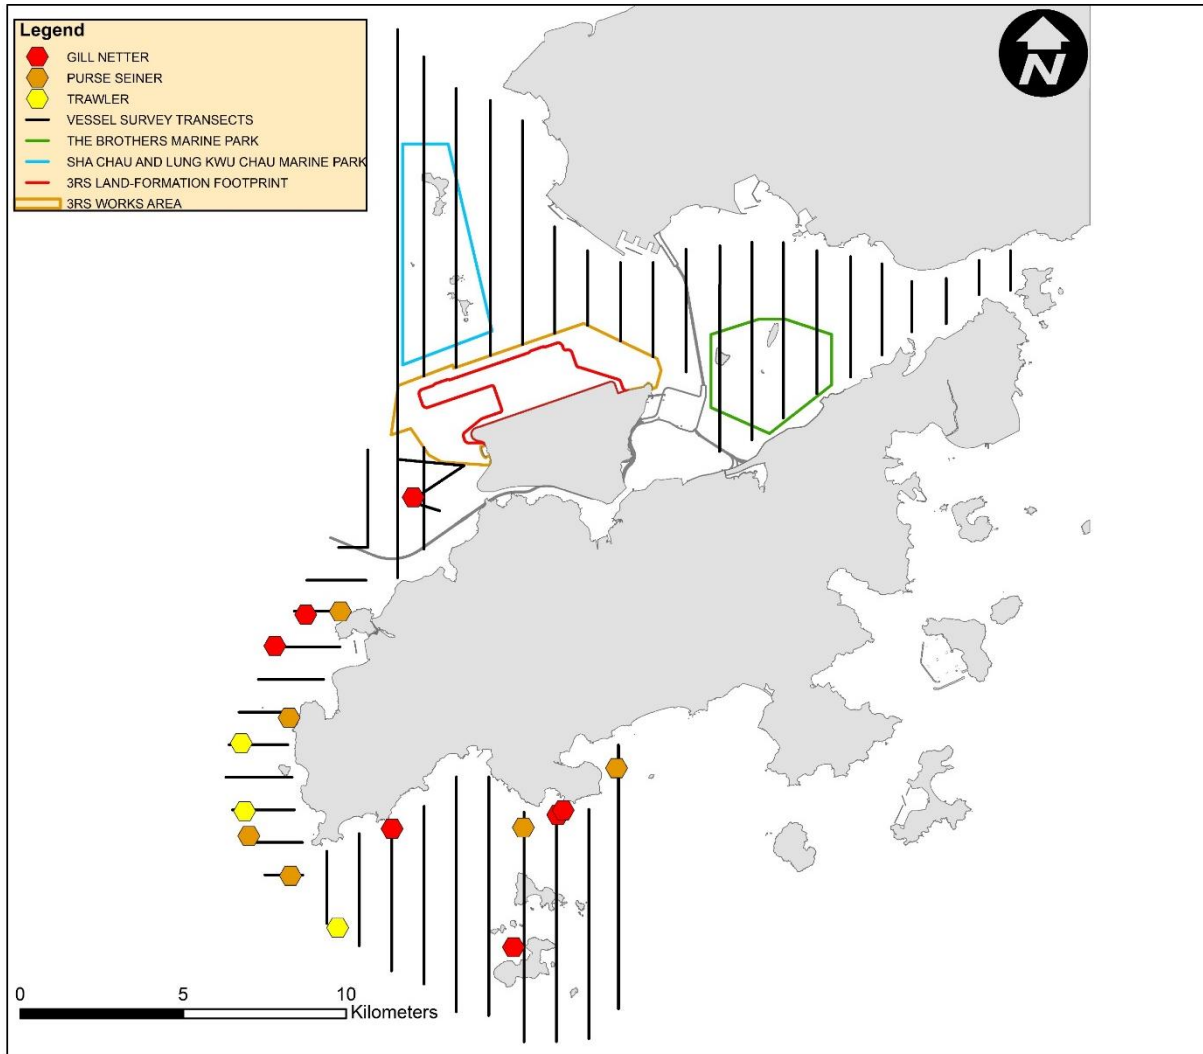 Legend
GILL NETTER
PURSE SEINER
TRAWLER
VESSEL SURVEY TRANSECTS
THE BROTHERS MARINE PARK
SHA CHAU AND LUNG KWU CHAU MARINE PARK
3RS LAND-FORMATION FOOTPRINT
3RS WORKS AREA
N
0 5 10
Kilometers